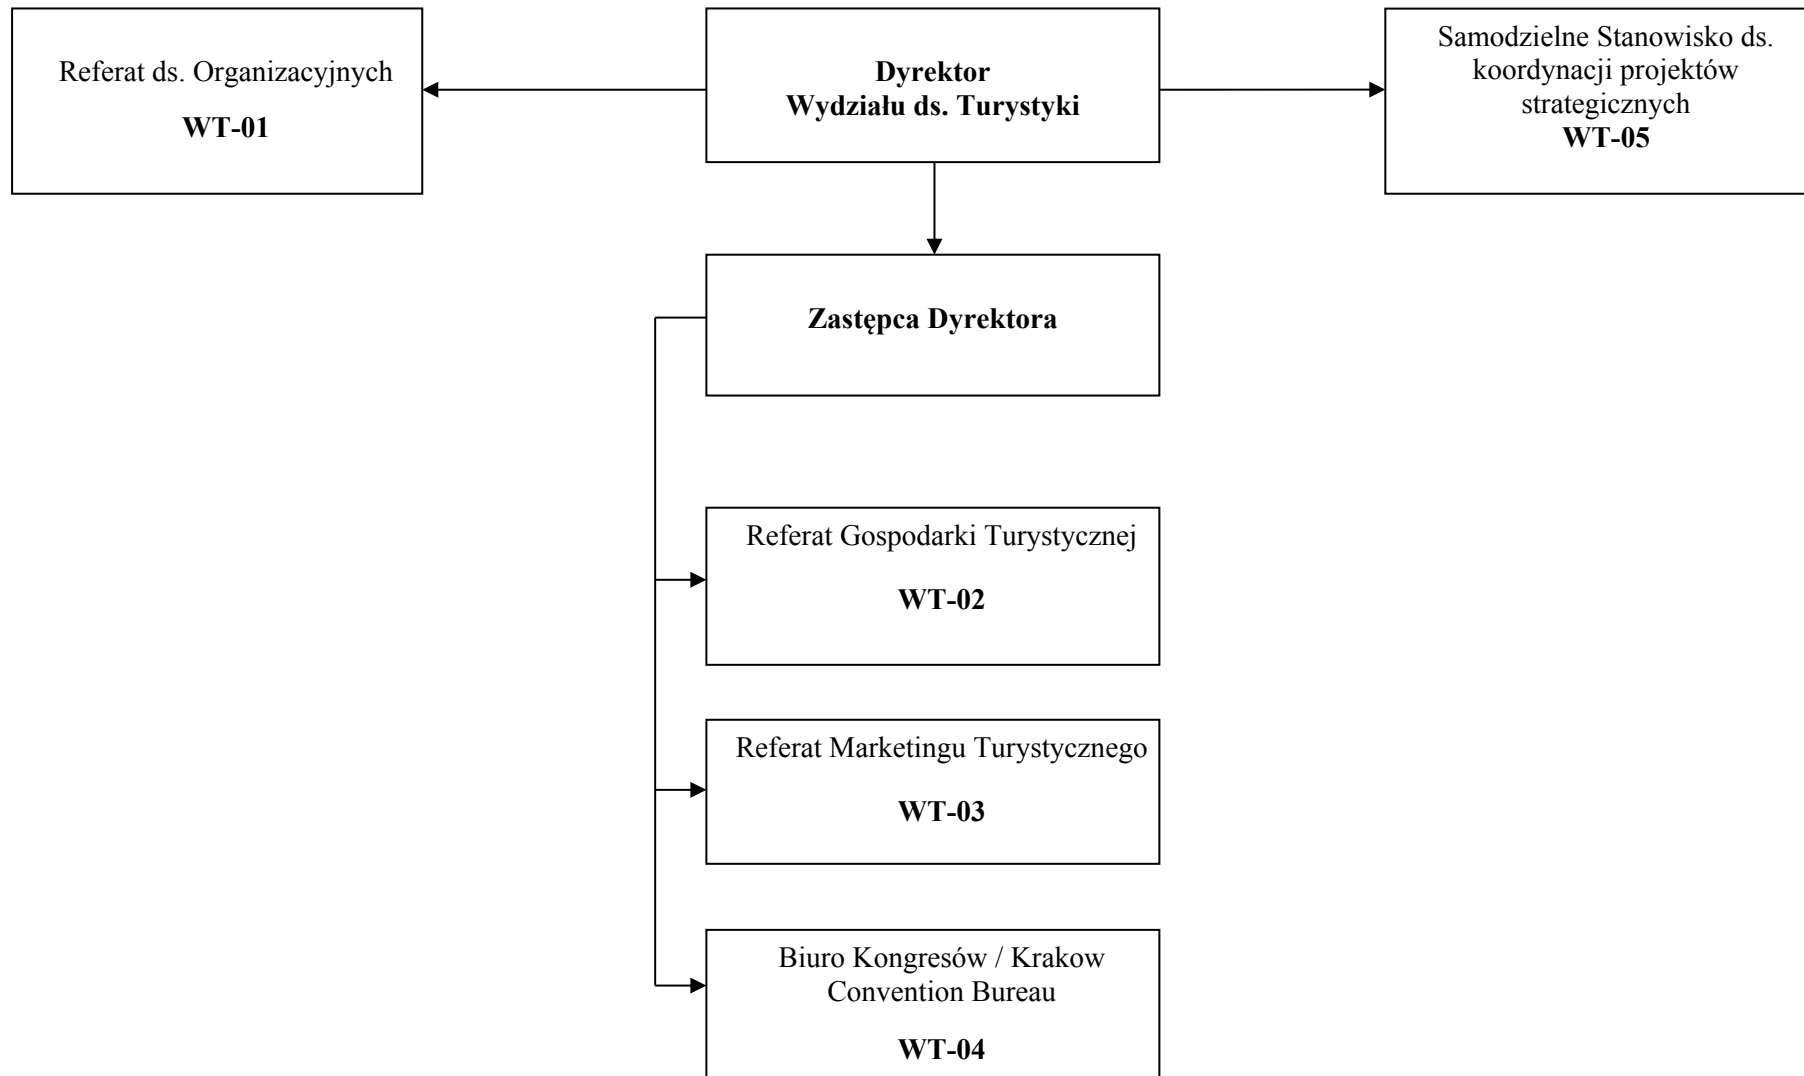 Referat ds. Organizacyjnych
WT-01
Dyrektor
Wydziału ds. Turystyki
Samodzielne Stanowisko ds.
koordynacji projektów
strategicznych
WT-05
Zastępca Dyrektora
Referat Gospodarki Turystycznej
WT-02
Referat Marketingu Turystycznego
WT-03
Biuro Kongresów / Krakow
Convention Bureau
WT-04